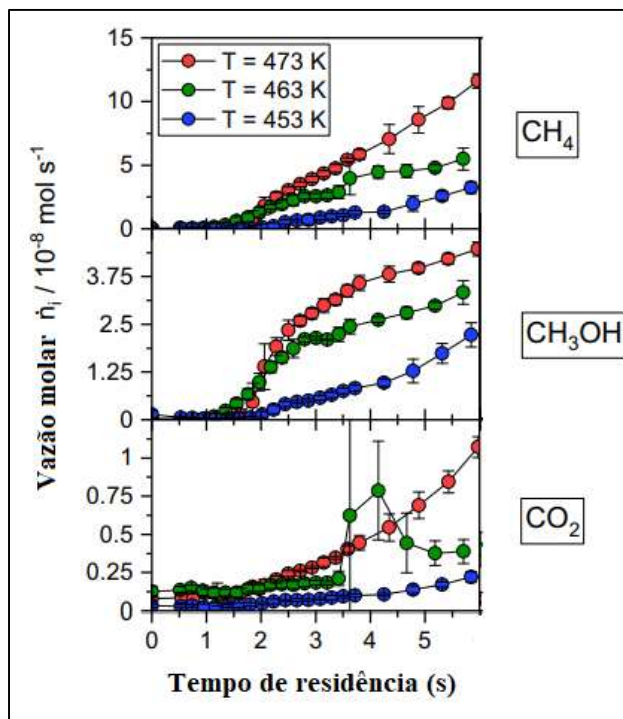 15
10
5
0
T = 473 K
T = 463 K
T = 453 K
CH₄
3.75
2.5
1.25
0
CH₃OH
1
0.75
0.5
0.25
0
CO₂
Vazão molar ṅᵢ / 10⁻⁸ mol s⁻¹
0 1 2 3 4 5
Tempo de residência (s)